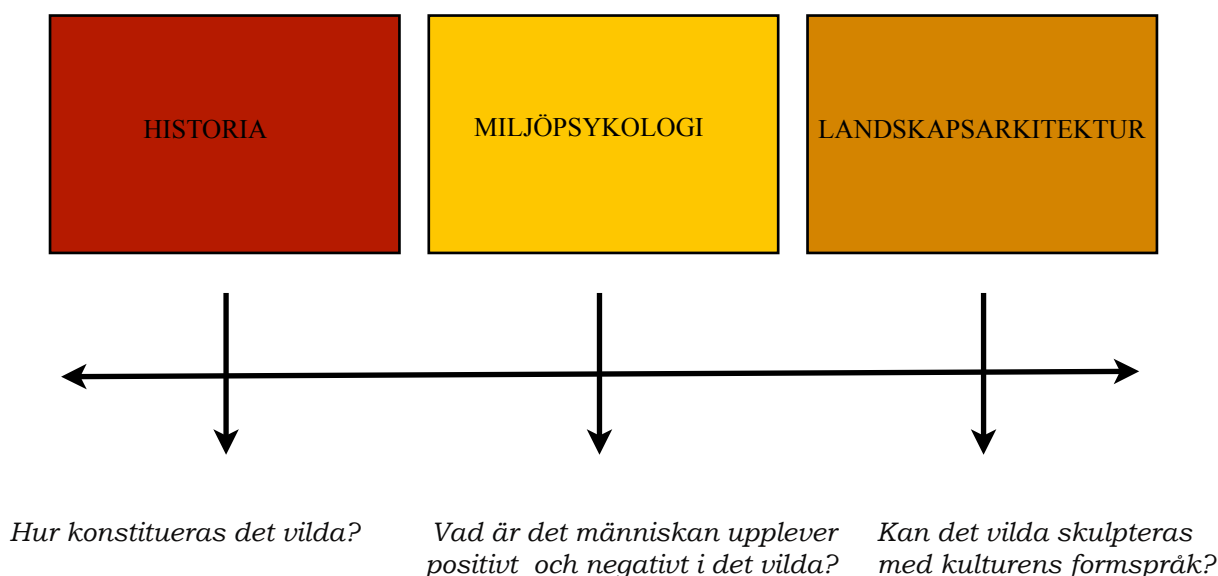 HISTORIA
MILJÖPSYKOLOGI
LANDSKAPSARKITEKTUR
Hur konstitueras det vilda?
Vad är det människan upplever
positivt och negativt i det vilda?
Kan det vilda skulpteras
med kulturens formspråk?